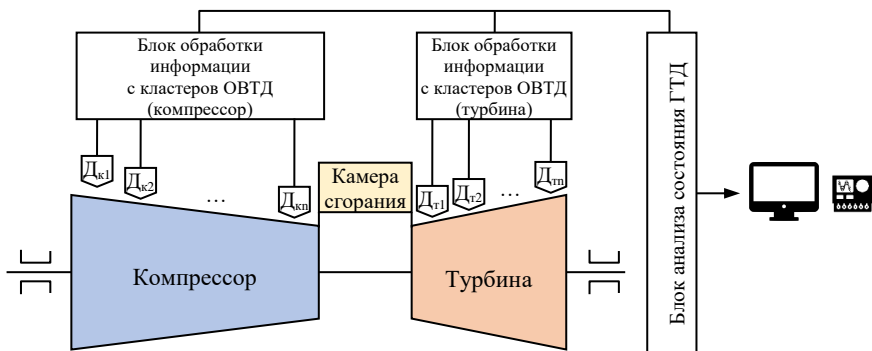 Блок обработки
информации
с кластеров ОВТД
(компрессор)
Блок обработки
информации
с кластеров ОВТД
(турбина)
Блок анализа состояния ГТД
Дк1
Дк2
...
Дкn
Камера
сгорания
Дт1
Дт2
...
Дтn
Компрессор
Турбина